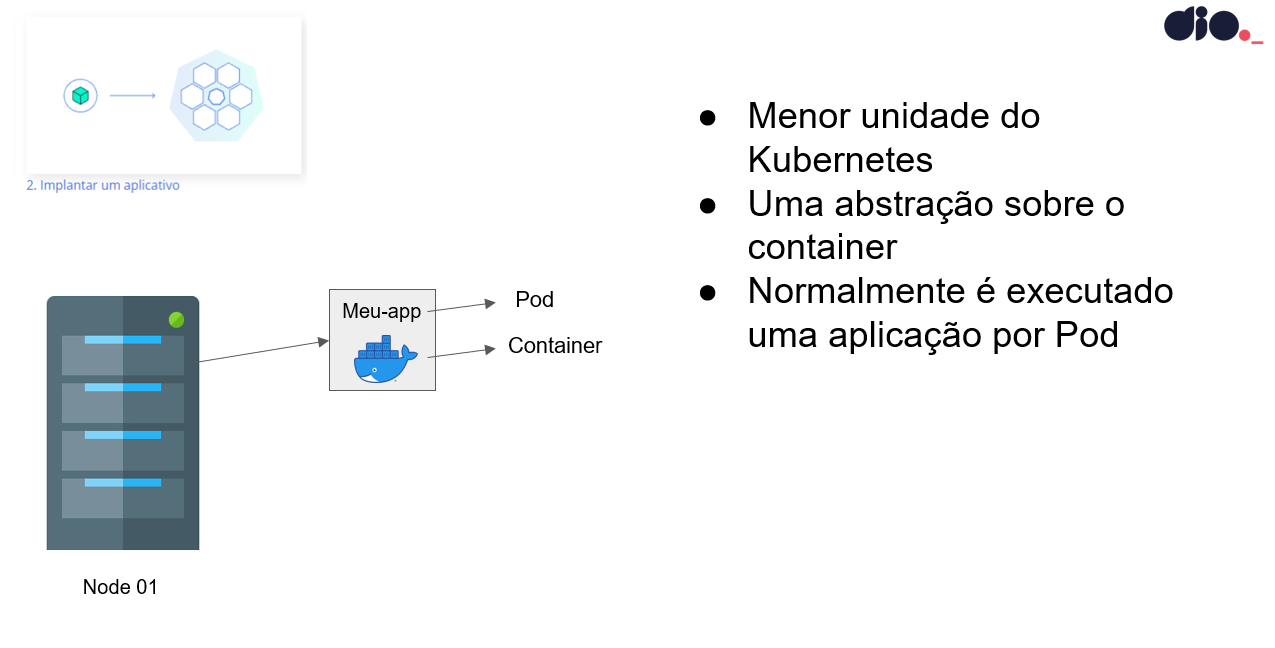 dio._
2. Implantar um aplicativo
● Menor unidade do
Kubernetes
● Uma abstração sobre o
container
● Normalmente é executado
uma aplicação por Pod
Meu-app
Pod
Container
Node 01